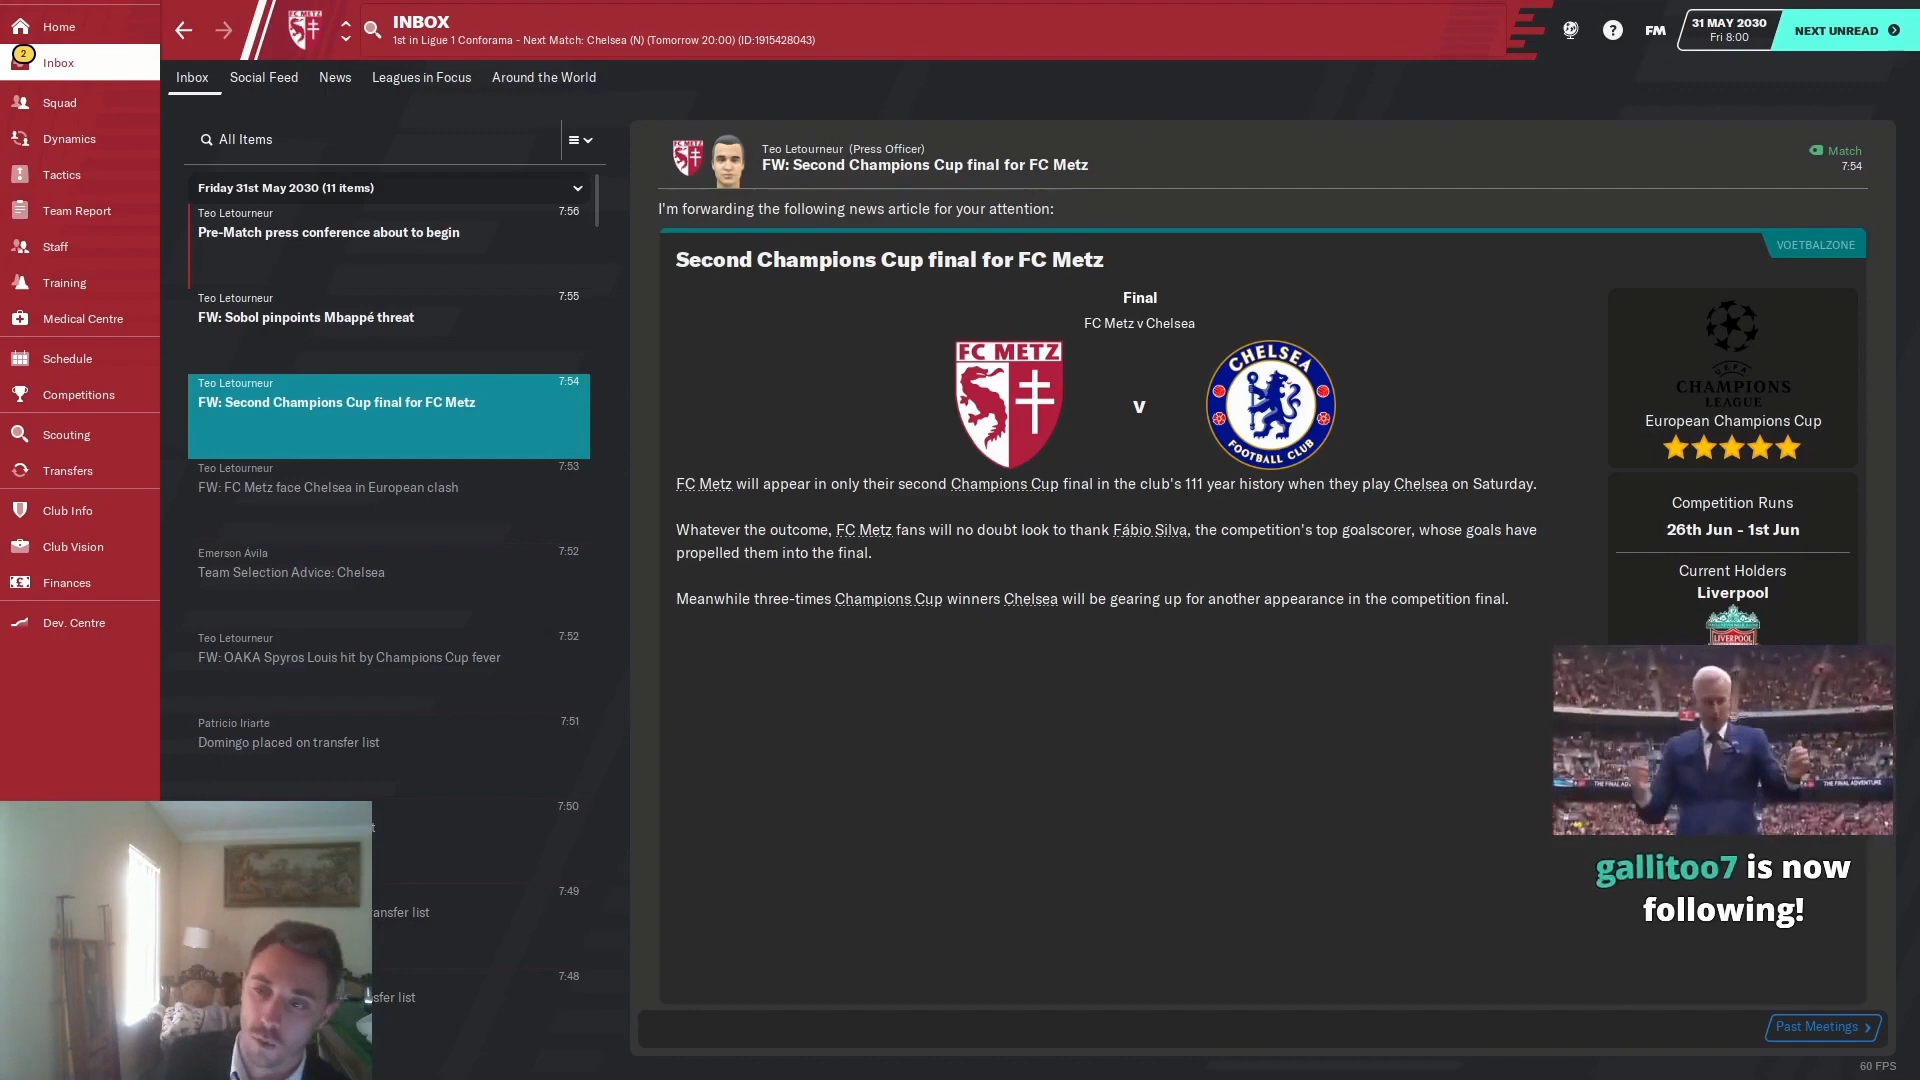 Home
2
Inbox
Squad
Dynamics
Tactics
Team Report
Staff
Training
Medical Centre
Schedule
Competitions
Scouting
Transfers
Club Info
Club Vision
Finances
Dev. Centre
FC METZ
INBOX
1st in Ligue 1 Conforama - Next Match: Chelsea (N) (Tomorrow 20:00) (ID:1915428043)
?
FM
31 MAY 2030
Fri 8:00
NEXT UNREAD
Inbox Social Feed News Leagues in Focus Around the World
All Items
Friday 31st May 2030 (11 items)
Teo Letourneur 7:56
Pre-Match press conference about to begin
Teo Letourneur 7:55
FW: Sobol pinpoints Mbappé threat
Teo Letourneur 7:54
FW: Second Champions Cup final for FC Metz
Teo Letourneur 7:53
FW: FC Metz face Chelsea in European clash
Emerson Ávila 7:52
Team Selection Advice: Chelsea
Teo Letourneur 7:52
FW: OAKA Spyros Louis hit by Champions Cup fever
Patricio Iriarte 7:51
Domingo placed on transfer list
7:50
t
7:49
ansfer list
7:48
sfer list
FC METZ
Teo Letourneur (Press Officer)
FW: Second Champions Cup final for FC Metz
Match
7:54
I'm forwarding the following news article for your attention:
VOETBALZONE
Second Champions Cup final for FC Metz
Final
FC Metz v Chelsea
FC METZ
v
CHELSEA
FOOTBALL CLUB
FC Metz will appear in only their second Champions Cup final in the club's 111 year history when they play Chelsea on Saturday.
Whatever the outcome, FC Metz fans will no doubt look to thank Fábio Silva, the competition's top goalscorer, whose goals have
propelled them into the final.
Meanwhile three-times Champions Cup winners Chelsea will be gearing up for another appearance in the competition final.
UEFA
CHAMPIONS
LEAGUE
European Champions Cup
Competition Runs
26th Jun - 1st Jun
Current Holders
Liverpool
LIVERPOOL
THE FINAL ADV
THE FINAL ADVENTURE
gallitoo7 is now
following!
Past Meetings
60 FPS